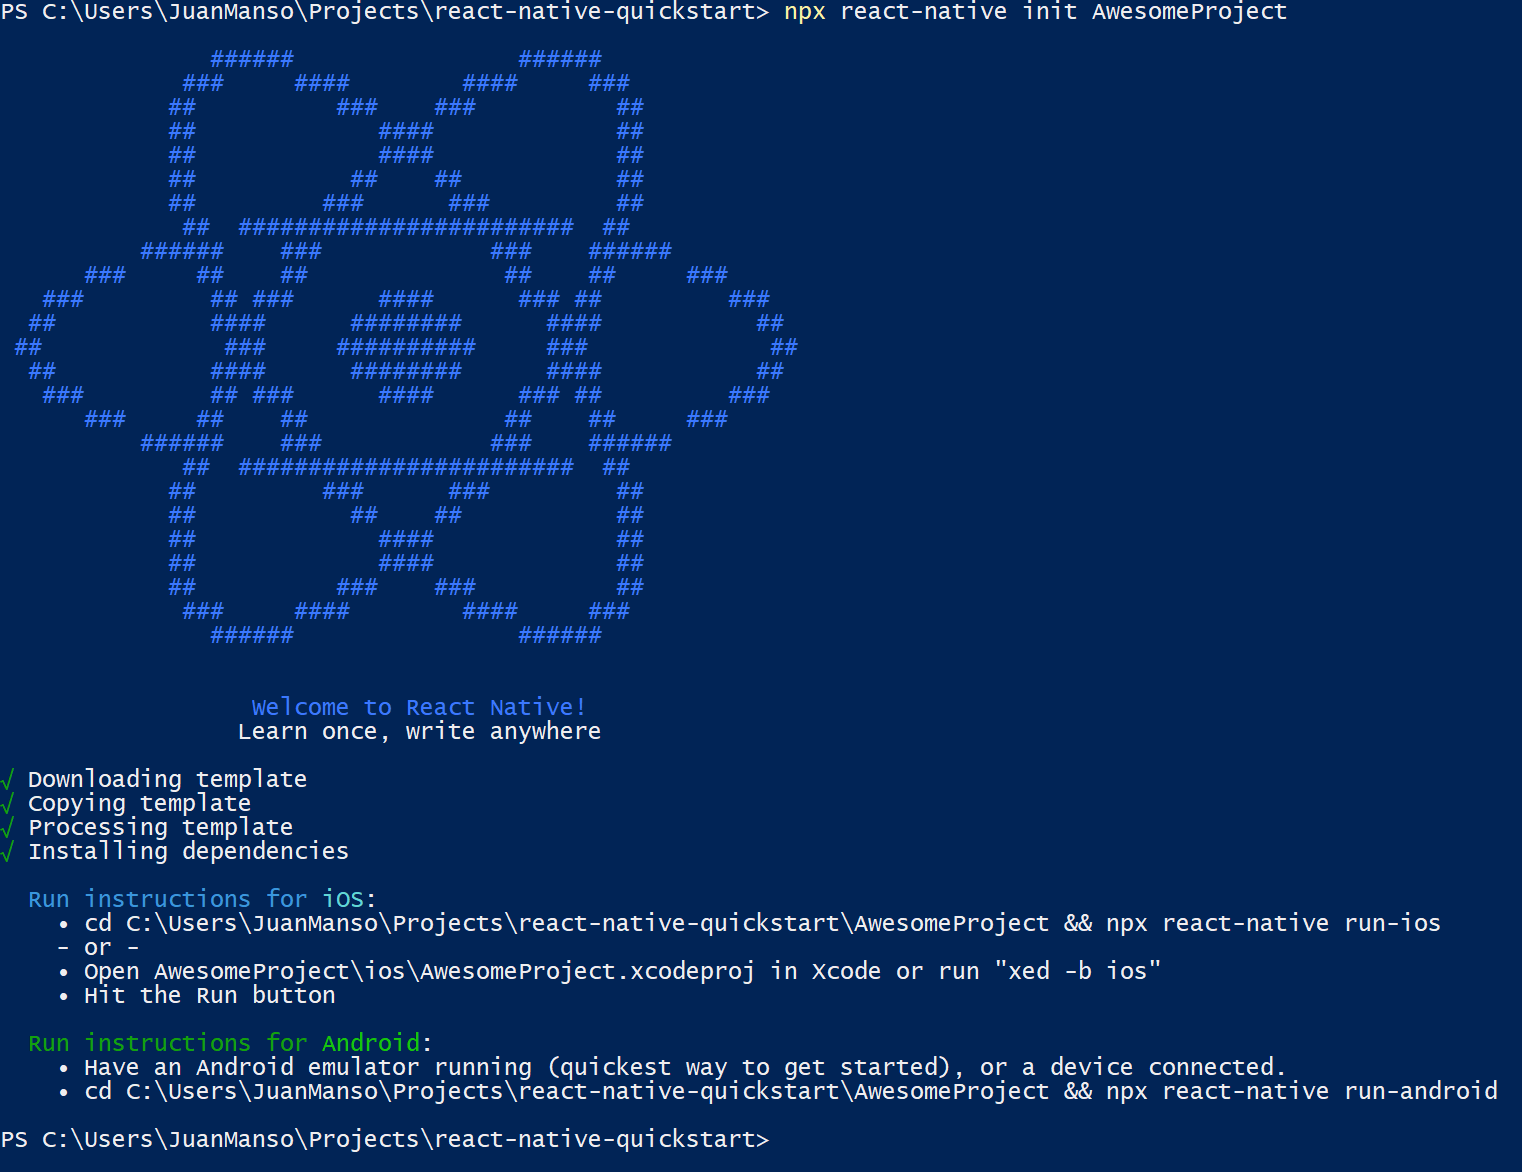 PS C:\Users\JuanManso\Projects\react-native-quickstart> npx react-native init AwesomeProject

               ######                ######
             ###     ####        ####     ###
            ##          ###    ###          ##
            ##             ####             ##
            ##             ####             ##
            ##           ##    ##           ##
            ##         ###      ###         ##
             ##  ########################  ##
          ######    ###            ###    ######
      ###     ##    ##              ##    ##     ###
   ###         ## ###      ####      ### ##         ###
  ##           ####      ########      ####           ##
 ##             ###     ##########     ###             ##
  ##           ####      ########      ####           ##
   ###         ## ###      ####      ### ##         ###
      ###     ##    ##              ##    ##     ###
          ######    ###            ###    ######
             ##  ########################  ##
            ##         ###      ###         ##
            ##           ##    ##           ##
            ##             ####             ##
            ##             ####             ##
            ##          ###    ###          ##
             ###     ####        ####     ###
               ######                ######

                  Welcome to React Native!
                 Learn once, write anywhere

√ Downloading template
√ Copying template
√ Processing template
√ Installing dependencies

  Run instructions for iOS:
    • cd C:\Users\JuanManso\Projects\react-native-quickstart\AwesomeProject && npx react-native run-ios
    - or -
    • Open AwesomeProject\ios\AwesomeProject.xcodeproj in Xcode or run "xed -b ios"
    • Hit the Run button

  Run instructions for Android:
    • Have an Android emulator running (quickest way to get started), or a device connected.
    • cd C:\Users\JuanManso\Projects\react-native-quickstart\AwesomeProject && npx react-native run-android

PS C:\Users\JuanManso\Projects\react-native-quickstart>